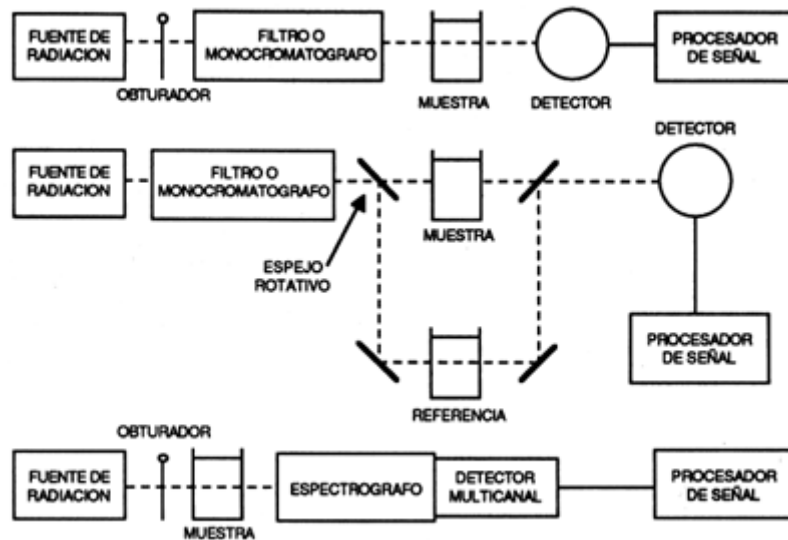 FUENTE DE
RADIACION
OBTURADOR
FILTRO O
MONOCROMATOGRAFO
MUESTRA
DETECTOR
PROCESADOR
DE SEÑAL
FUENTE DE
RADIACION
FILTRO O
MONOCROMATOGRAFO
ESPEJO
ROTATIVO
MUESTRA
DETECTOR
PROCESADOR
DE SEÑAL
REFERENCIA
FUENTE DE
RADIACION
OBTURADOR
MUESTRA
ESPECTROGRAFO
DETECTOR
MULTICANAL
PROCESADOR
DE SEÑAL